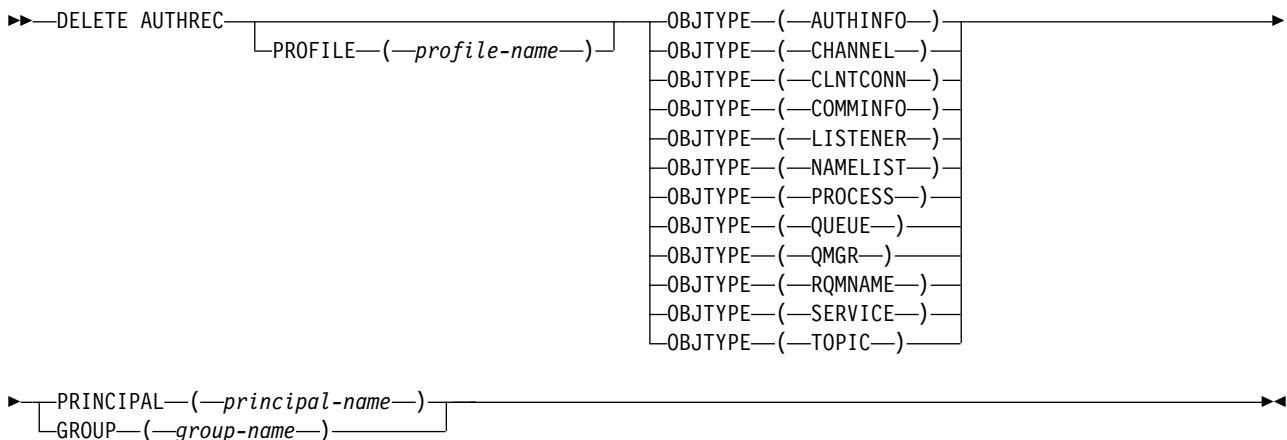 DELETE AUTHREC OBJTYPE ( AUTHINFO )
PROFILE ( profile-name ) OBJTYPE ( CHANNEL )
OBJTYPE ( CLNTCONN )
OBJTYPE ( COMMINFO )
OBJTYPE ( LISTENER )
OBJTYPE ( NAMELIST )
OBJTYPE ( PROCESS )
OBJTYPE ( QUEUE )
OBJTYPE ( QMGR )
OBJTYPE ( RQMNAME )
OBJTYPE ( SERVICE )
OBJTYPE ( TOPIC )
PRINCIPAL ( principal-name )
GROUP ( group-name )